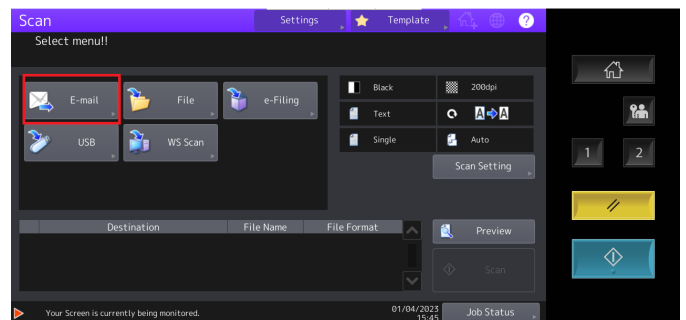 Scan
Settings
Template
?
Select menu!!
E-mail
File
e-Filing
USB
WS Scan
Black
200dpi
Text
A A
Single
Auto
Scan Setting
1
2
Destination
File Name
File Format
Preview
Scan
Your Screen is currently being monitored.
01/04/2023
15:45
Job Status